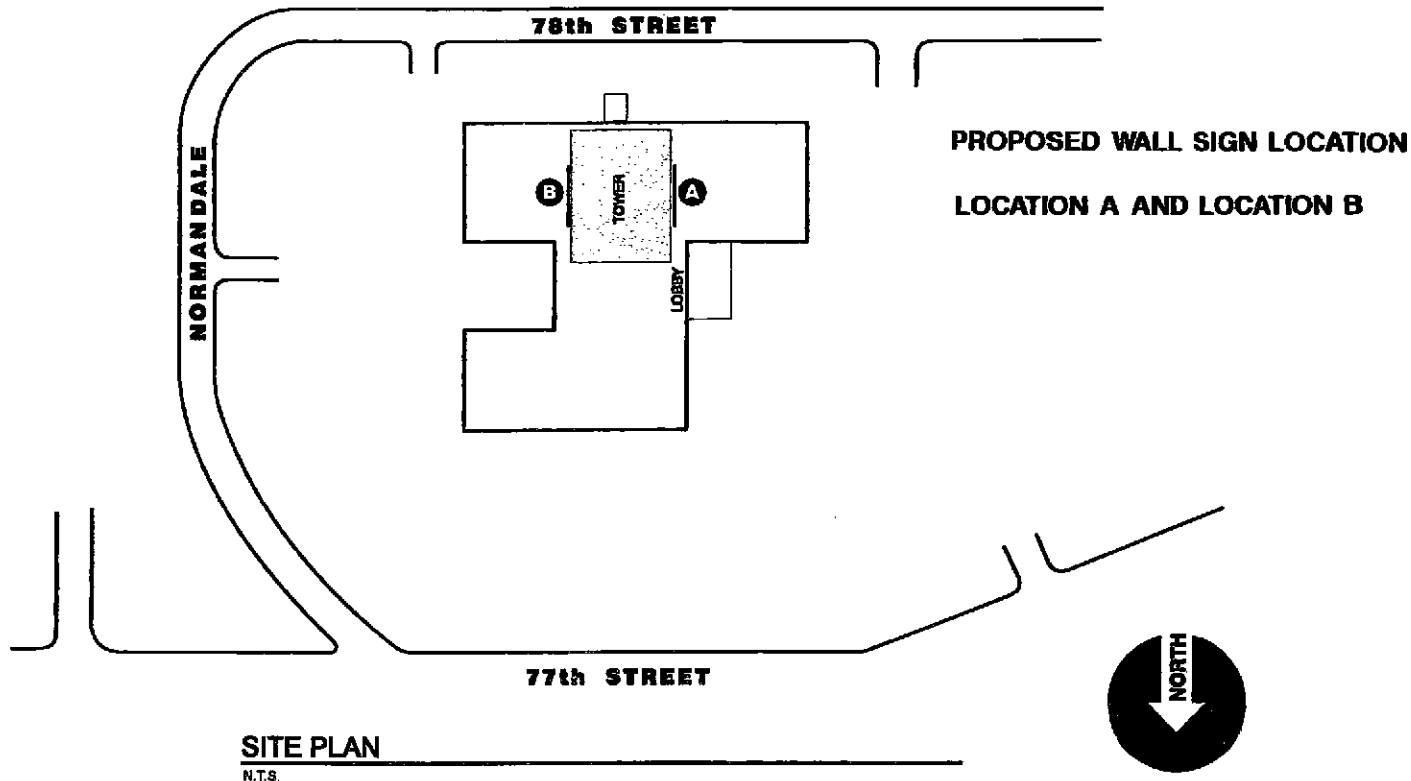 78th STREET
PROPOSED WALL SIGN LOCATION
LOCATION A AND LOCATION B
NORMANDALE
B
TOWER
A
LOBBY
77th STREET
NORTH
SITE PLAN
N.T.S.